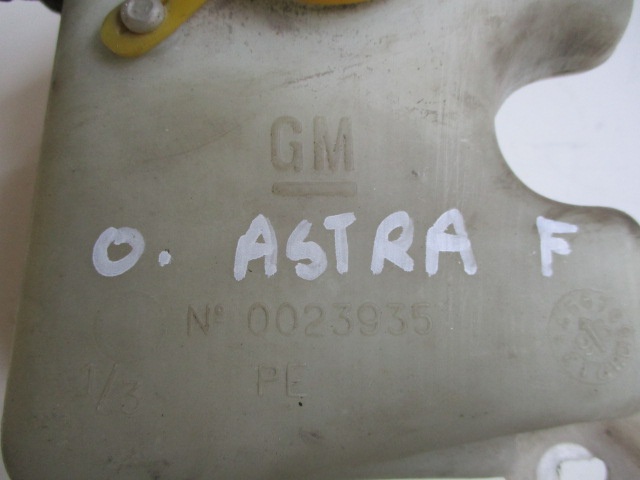 GM
O. ASTRA F
Nº 0023935
1/3 PE